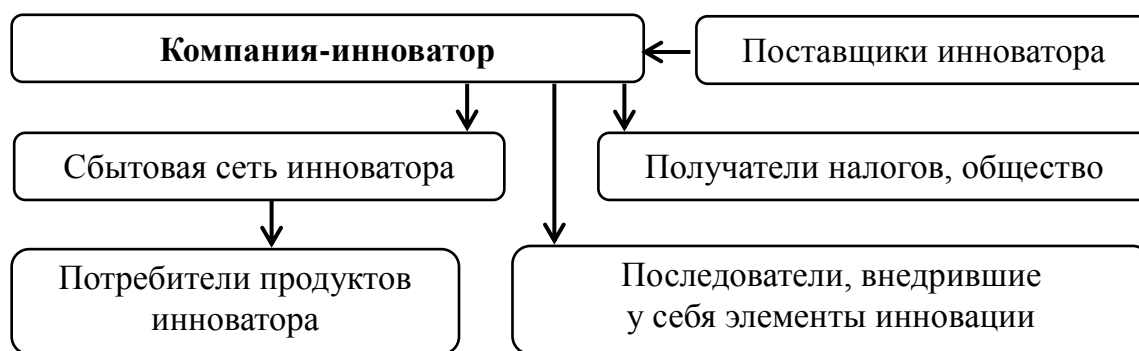 Компания-инноватор
Поставщики инноватора
Сбытовая сеть инноватора
Получатели налогов, общество
Потребители продуктов
инноватора
Последователи, внедрившие
у себя элементы инновации